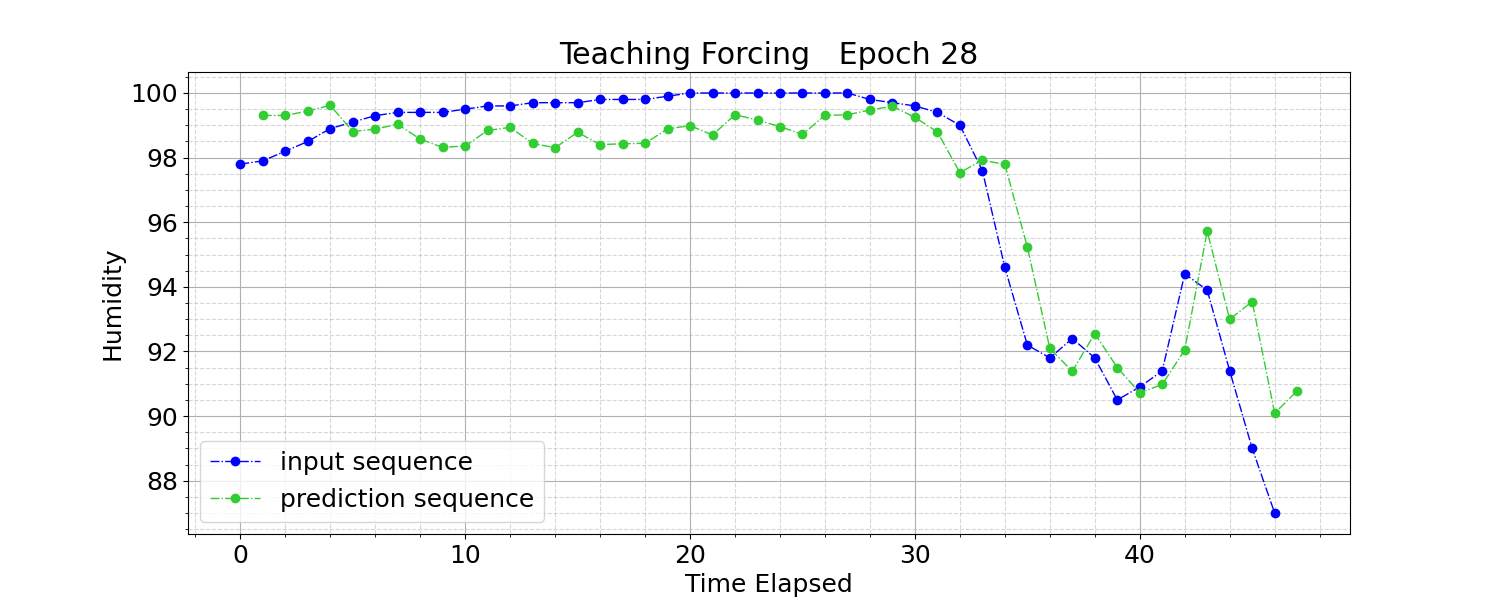 Teaching Forcing   Epoch 28
100
98
96
94
92
90
88
Humidity
input sequence
prediction sequence
0 10 20 30 40
Time Elapsed